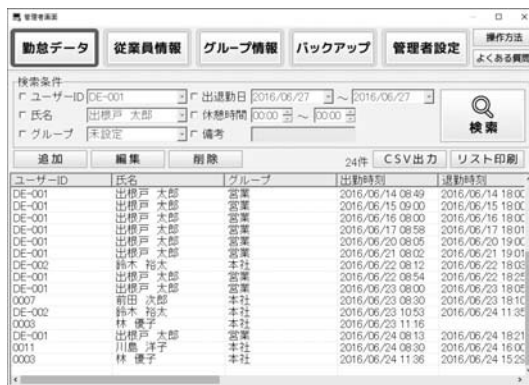 管理者画面
勤怠データ 従業員情報 グループ情報 バックアップ 管理者設定 操作方法
よくある質問
検索条件
ユーザーID DE-001 出退勤日 2016/06/27 ～ 2016/06/27
氏名 出根戸 太郎 休憩時間 00:00 ～ 00:00
グループ 未設定 備考
検索
追加 編集 削除 24件 CSV出力 リスト印刷
ユーザーID 氏名 グループ 出勤時刻 退勤時刻
DE-001 出根戸 太郎 営業 2016/06/14 08:49 2016/06/14 18:00
DE-001 出根戸 太郎 営業 2016/06/15 09:00 2016/06/15 18:00
DE-001 出根戸 太郎 営業 2016/06/16 08:00 2016/06/16 18:00
DE-001 出根戸 太郎 営業 2016/06/17 08:58 2016/06/17 18:01
DE-001 出根戸 太郎 営業 2016/06/20 08:05 2016/06/20 19:00
DE-001 出根戸 太郎 営業 2016/06/21 08:02 2016/06/21 19:01
DE-002 鈴木 裕太 本社 2016/06/22 08:12 2016/06/22 18:03
DE-001 出根戸 太郎 営業 2016/06/22 08:54 2016/06/22 18:25
DE-001 出根戸 太郎 営業 2016/06/23 08:00 2016/06/23 18:05
0007 前田 次郎 本社 2016/06/23 08:30 2016/06/23 18:10
DE-002 鈴木 裕太 本社 2016/06/23 10:53 2016/06/24 11:35
0003 林 優子 本社 2016/06/23 11:16
DE-001 出根戸 太郎 営業 2016/06/24 08:13 2016/06/24 18:21
0011 川島 洋子 本社 2016/06/24 08:30 2016/06/24 16:00
0003 林 優子 本社 2016/06/24 11:36 2016/06/24 15:29